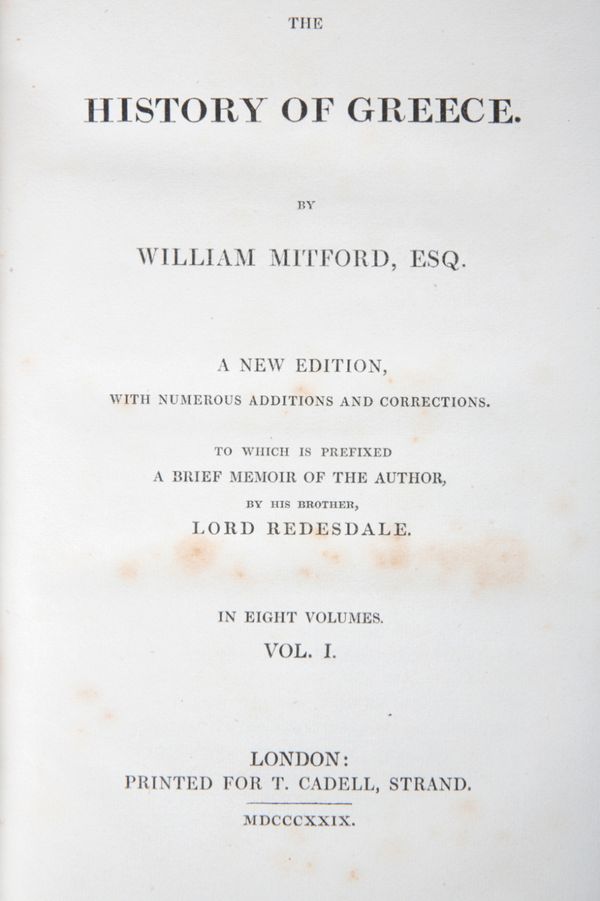 THE
HISTORY OF GREECE.
BY
WILLIAM MITFORD, ESQ.
A NEW EDITION,
WITH NUMEROUS ADDITIONS AND CORRECTIONS.
TO WHICH IS PREFIXED
A BRIEF MEMOIR OF THE AUTHOR,
BY HIS BROTHER,
LORD REDESDALE.
IN EIGHT VOLUMES.
VOL. I.
LONDON:
PRINTED FOR T. CADELL, STRAND.
MDCCCXXIX.